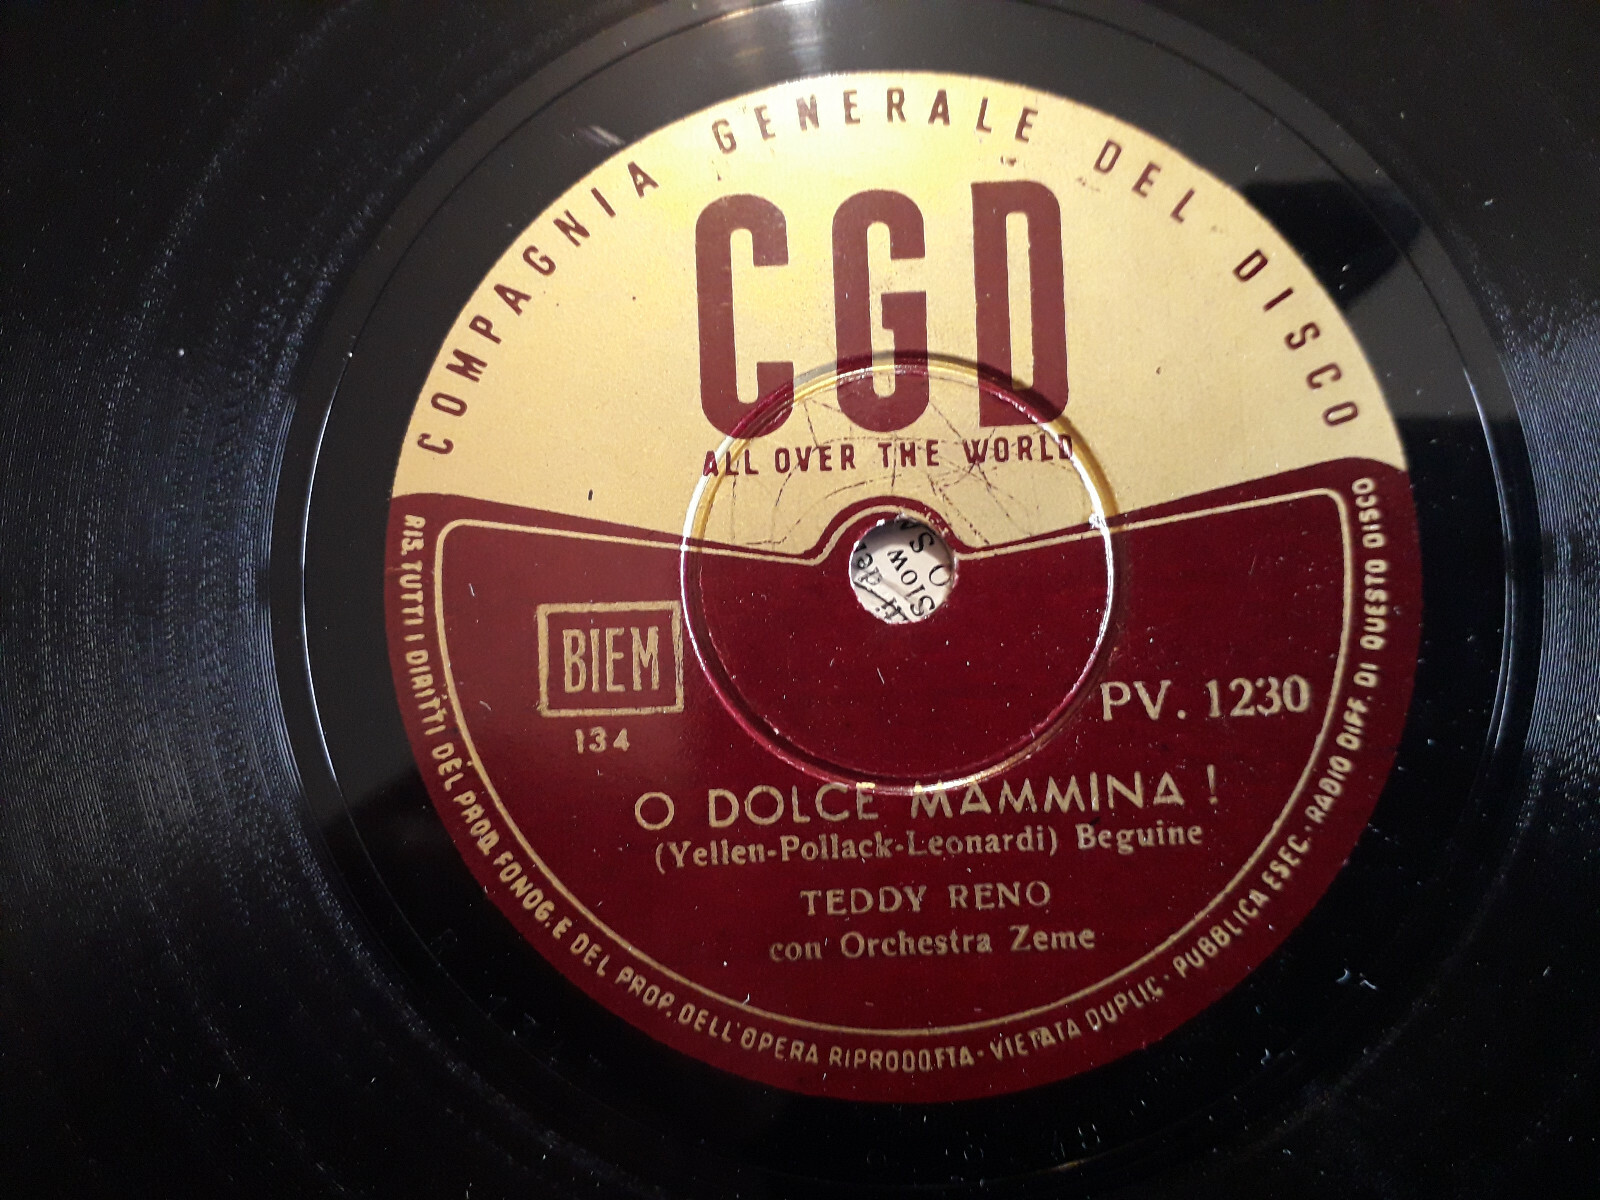 COMPAGNIA GENERALE DEL DISCO
CGD
ALL OVER THE WORLD
BIEM
134
PV. 1230
O DOLCE MAMMINA !
(Yellen-Pollack-Leonardi) Beguine
TEDDY RENO
con Orchestra Zeme
RIS. TUTTI I DIRITTI DEL PROD. FONOG. E DEL PROP. DELL'OPERA RIPRODOTTA - VIETATA DUPLIC. - PUBBLICA ESEC. - RADIO DIFF. DI QUESTO DISCO
Slow